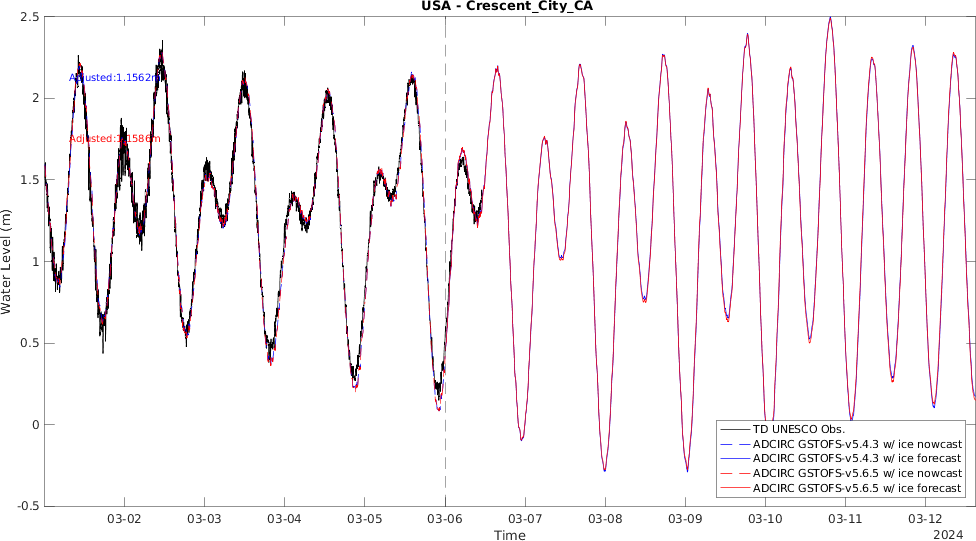 USA - Crescent_City_CA
2.5
2
1.5
1
0.5
0
-0.5
Water Level (m)
Adjusted:1.1562m
Adjusted:1.1586m
TD UNESCO Obs.
ADCIRC GSTOFS-v5.4.3 w/ ice nowcast
ADCIRC GSTOFS-v5.4.3 w/ ice forecast
ADCIRC GSTOFS-v5.6.5 w/ ice nowcast
ADCIRC GSTOFS-v5.6.5 w/ ice forecast
03-02 03-03 03-04 03-05 03-06 03-07 03-08 03-09 03-10 03-11 03-12
Time
2024